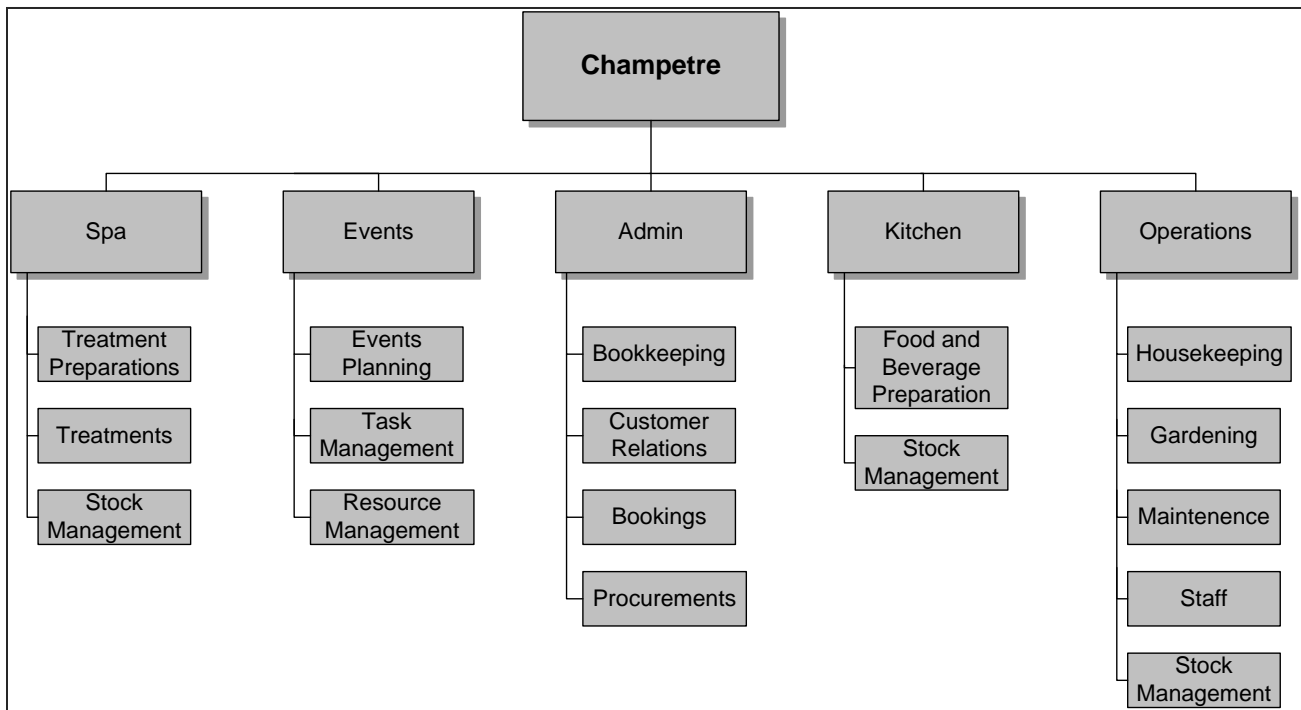 Champetre
Spa
Events
Admin
Kitchen
Operations
Treatment
Preparations
Treatments
Stock
Management
Events
Planning
Task
Management
Resource
Management
Bookkeeping
Customer
Relations
Bookings
Procurements
Food and
Beverage
Preparation
Stock
Management
Housekeeping
Gardening
Maintenence
Staff
Stock
Management